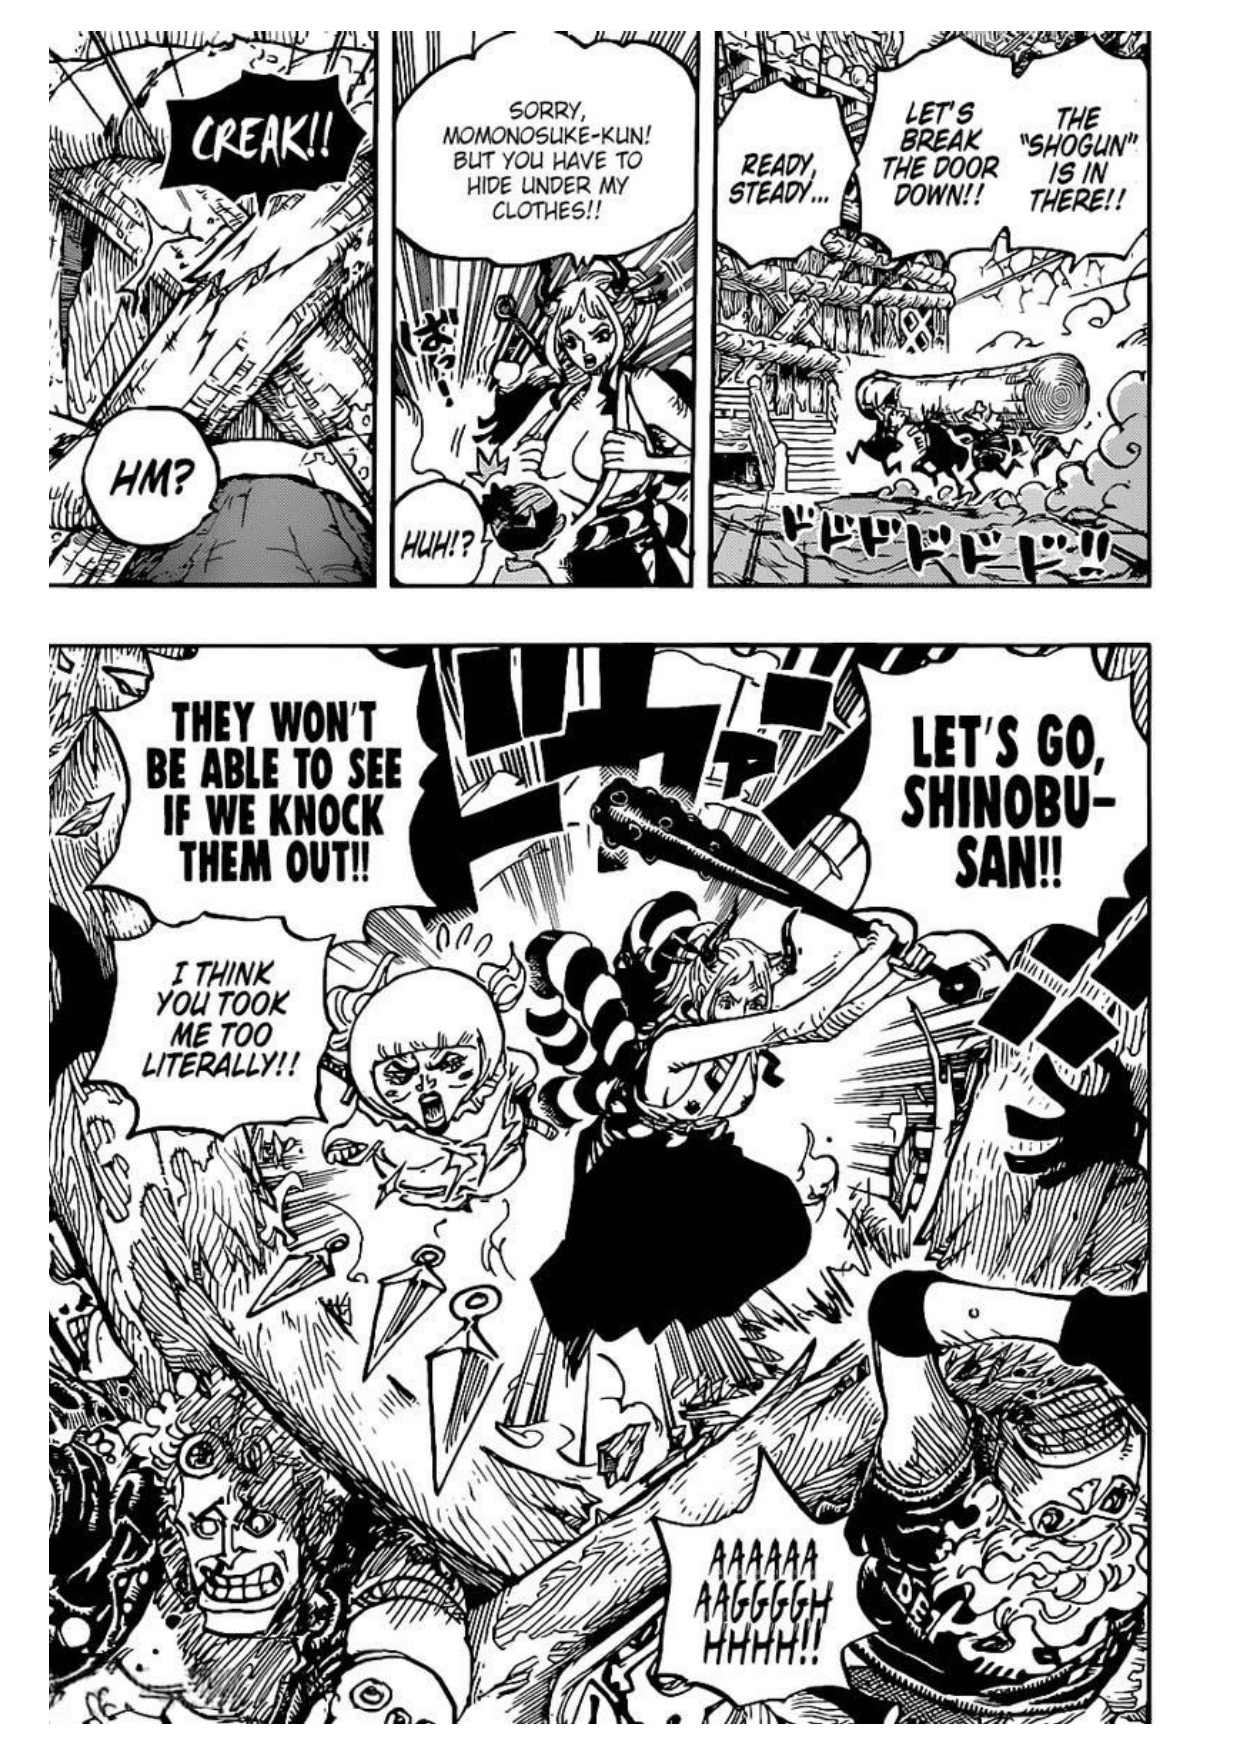 THE
"SHOGUN"
IS IN
THERE!!
LET'S
BREAK
THE DOOR
DOWN!!
READY,
STEADY...
ドドドドドド!!
SORRY,
MOMONOSUKE-KUN!
BUT YOU HAVE TO
HIDE UNDER MY
CLOTHES!!
ばっ!
HUH!?
CREAK!!
HM?
LET'S GO,
SHINOBU-
SAN!!
THEY WON'T
BE ABLE TO SEE
IF WE KNOCK
THEM OUT!!
I THINK
YOU TOOK
ME TOO
LITERALLY!!
AAAAAA
AAGGGGH
HHHH!!